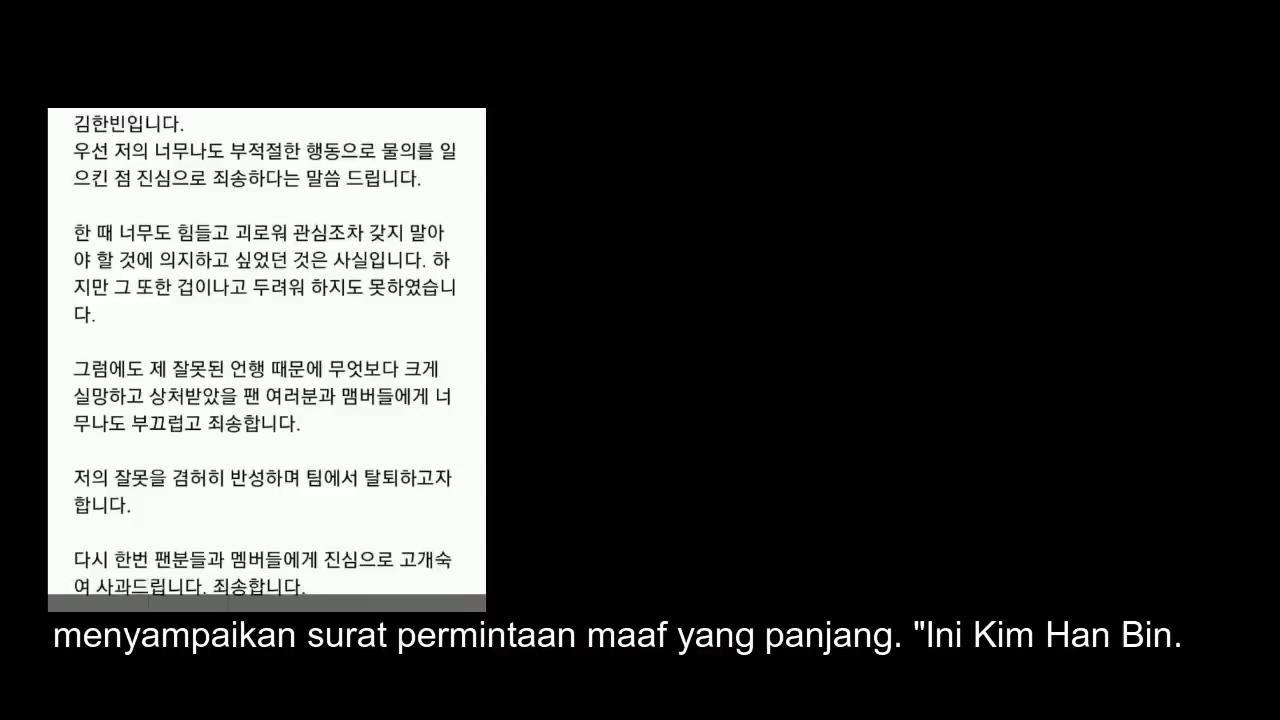 김한빈입니다.
우선 저의 너무나도 부적절한 행동으로 물의를 일
으킨 점 진심으로 죄송하다는 말씀 드립니다.
한 때 너무도 힘들고 괴로워 관심조차 갖지 말아
야 할 것에 의지하고 싶었던 것은 사실입니다. 하
지만 그 또한 겁이나고 두려워 하지도 못하였습니
다.
그럼에도 제 잘못된 언행 때문에 무엇보다 크게
실망하고 상처받았을 팬 여러분과 맴버들에게 너
무나도 부끄럽고 죄송합니다.
저의 잘못을 겸허히 반성하며 팀에서 탈퇴하고자
합니다.
다시 한번 팬분들과 멤버들에게 진심으로 고개숙
여 사과드립니다. 죄송합니다.
menyampaikan surat permintaan maaf yang panjang. "Ini Kim Han Bin.